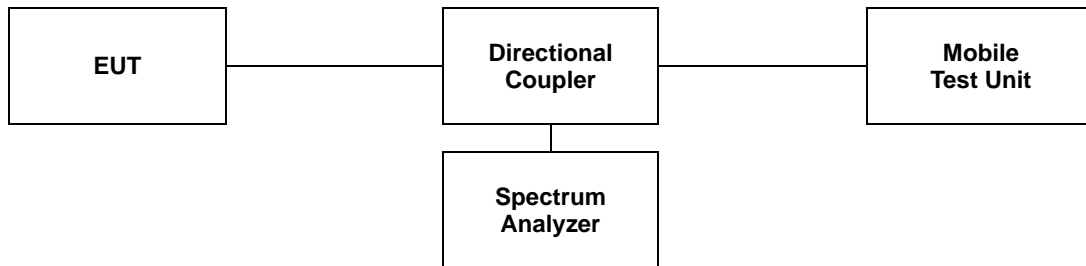 EUT
Directional
Coupler
Mobile
Test Unit
Spectrum
Analyzer